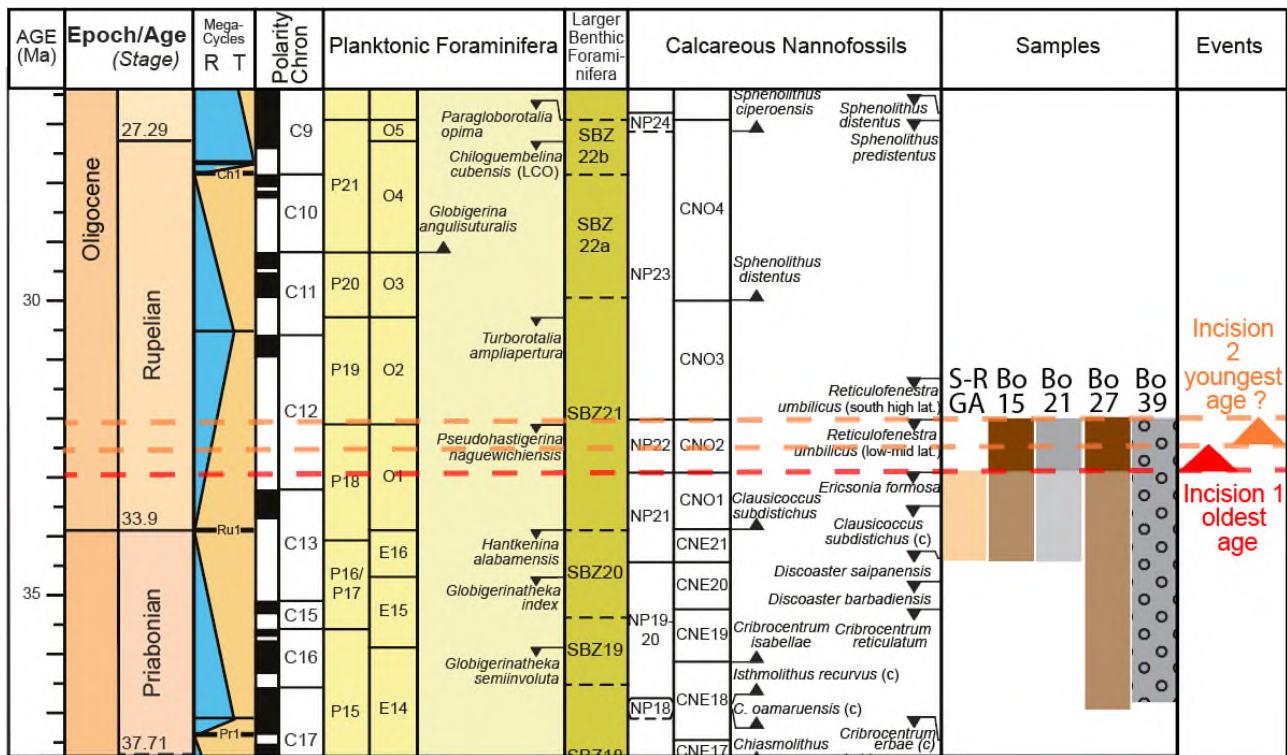 AGE
(Ma)
Epoch/Age
(Stage)
Mega-
Cycles
R T
Polarity
Chron
Planktonic Foraminifera
Larger
Benthic
Forami-
nifera
Calcareous Nannofossils
Samples
Events
30
35
Oligocene
27.29
Rupelian
33.9
Priabonian
37.71
Ch1
Ru1
Pr1
C9
C10
C11
C12
C13
C15
C16
C17
P21
P20
P19
P18
P16/
P17
P15
O5
O4
O3
O2
O1
E16
E15
E14
Paragloborotalia
opima
Chiloguembelina
cubensis (LCO)
Globigerina
angulisuturalis
Turborotalia
ampliapertura
Pseudohastigerina
naguewichiensis
Hantkenina
alabamensis
Globigerinatheka
index
Globigerinatheka
semiinvoluta
SBZ
22b
SBZ
22a
SBZ21
SBZ20
SBZ19
SBZ18
NP24
NP23
NP22
NP21
NP19-
20
NP18
CNO4
CNO3
CNO2
CNO1
CNE21
CNE20
CNE19
CNE18
CNE17
Sphenolithus
ciperoensis
Sphenolithus
distentus
Sphenolithus
predistentus
Sphenolithus
distentus
Reticulofenestra
umbilicus (south high lat.)
Reticulofenestra
umbilicus (low-mid lat.)
Ericsonia formosa
Clausicoccus
subdistichus
Clausicoccus
subdistichus (c)
Discoaster saipanensis
Discoaster barbadiensis
Cribrocentrum
isabellae
Cribrocentrum
reticulatum
Isthmolithus recurvus (c)
C. oamaruensis (c)
Chiasmolithus
Cribrocentrum
erbae (c)
S-R
GA
Bo
15
Bo
21
Bo
27
Bo
39
Incision
2
youngest
age ?
Incision 1
oldest
age